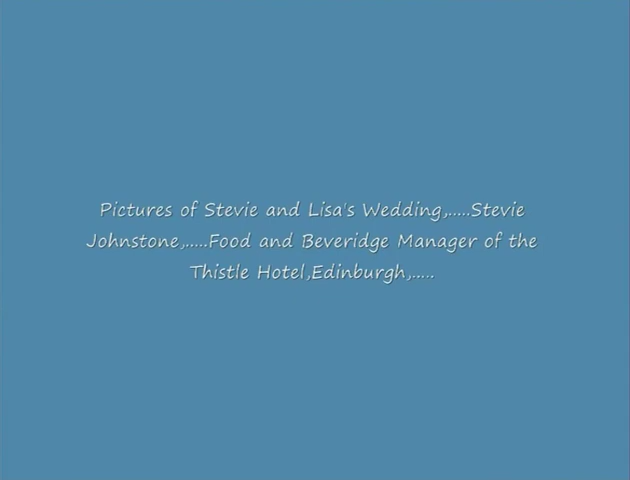 Pictures of Stevie and Lisa's Wedding,.....Stevie
Johnstone,.....Food and Beveridge Manager of the
Thistle Hotel,Edinburgh,.....